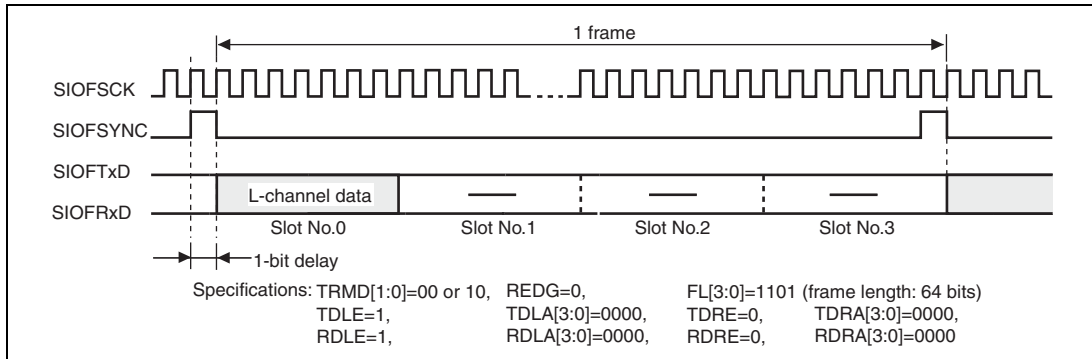 1 frame
SIOFSCK
SIOFSYNC
SIOFTxD
L-channel data
SIOFRxD
Slot No.0 Slot No.1 Slot No.2 Slot No.3
1-bit delay
Specifications: TRMD[1:0]=00 or 10, REDG=0, FL[3:0]=1101 (frame length: 64 bits)
TDLE=1, TDLA[3:0]=0000, TDRE=0, TDRA[3:0]=0000,
RDLE=1, RDLA[3:0]=0000, RDRE=0, RDRA[3:0]=0000